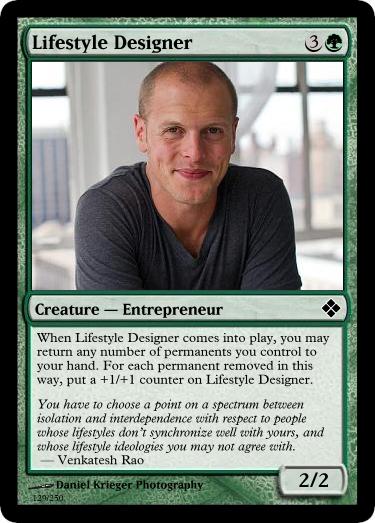 Lifestyle Designer 3
Creature — Entrepreneur
When Lifestyle Designer comes into play, you may
return any number of permanents you control to
your hand. For each permanent removed in this
way, put a +1/+1 counter on Lifestyle Designer.
You have to choose a point on a spectrum between
isolation and interdependence with respect to people
whose lifestyles don't synchronize well with yours, and
whose lifestyle ideologies you may not agree with.
— Venkatesh Rao
2/2
Daniel Krieger Photography
129/250